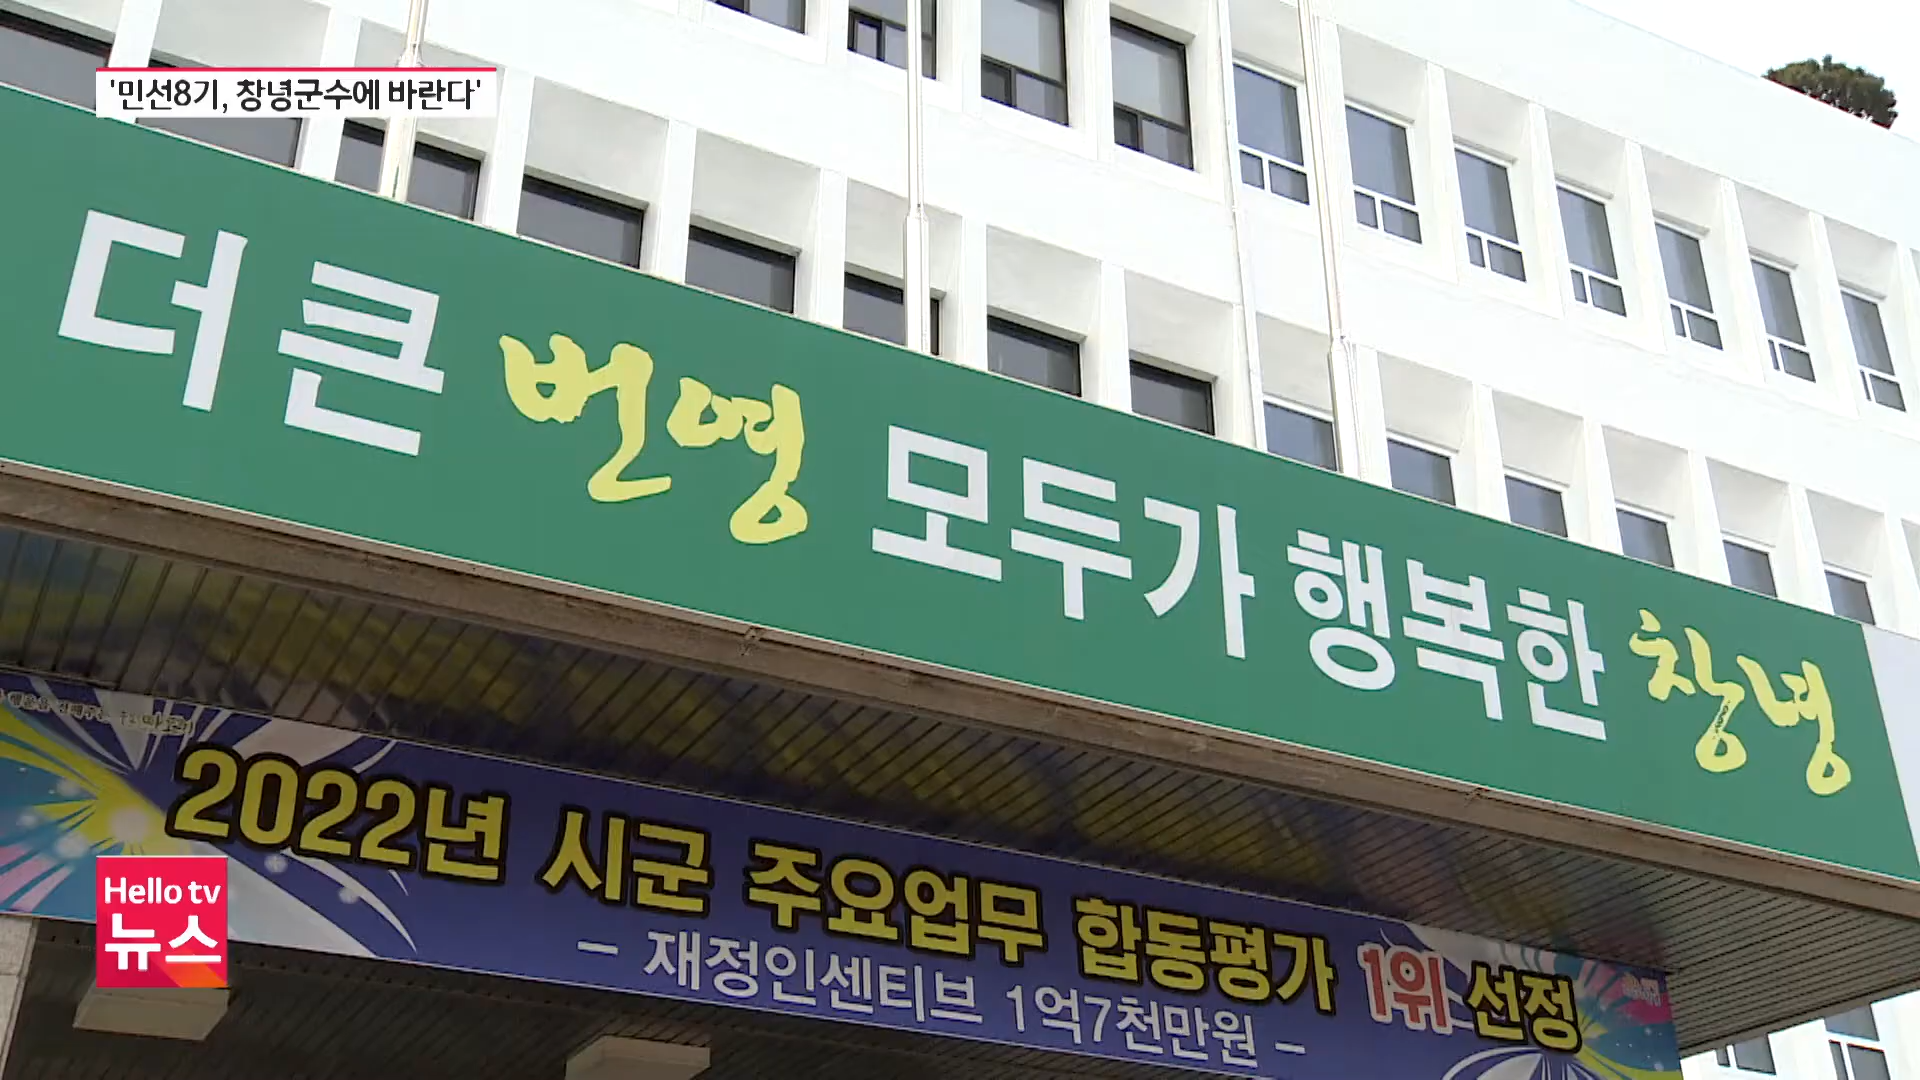 '민선8기, 창녕군수에 바란다'
더 큰 번영 모두가 행복한 창녕
2022년 시군 주요업무 합동평가 1위 선정
- 재정인센티브 1억7천만원 -
Hello tv
뉴스